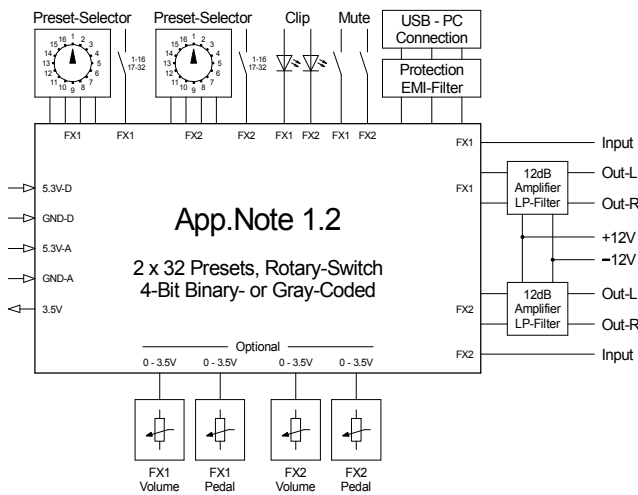 Preset-Selector
Preset-Selector
Clip
Mute
USB - PC
Connection
Protection
EMI-Filter
1
2
3
4
5
6
7
8
9
10
11
12
13
14
15
16
1-16
17-32
1
2
3
4
5
6
7
8
9
10
11
12
13
14
15
16
1-16
17-32
FX1
FX1
FX2
FX2
FX1
FX2
FX1
FX2
FX1
Input
FX1
12dB
Amplifier
LP-Filter
Out-L
Out-R
5.3V-D
GND-D
5.3V-A
GND-A
3.5V
App.Note 1.2
2 x 32 Presets, Rotary-Switch
4-Bit Binary- or Gray-Coded
+12V
−12V
FX2
12dB
Amplifier
LP-Filter
Out-L
Out-R
FX2
Input
Optional
0 - 3.5V
0 - 3.5V
0 - 3.5V
0 - 3.5V
FX1
Volume
FX1
Pedal
FX2
Volume
FX2
Pedal